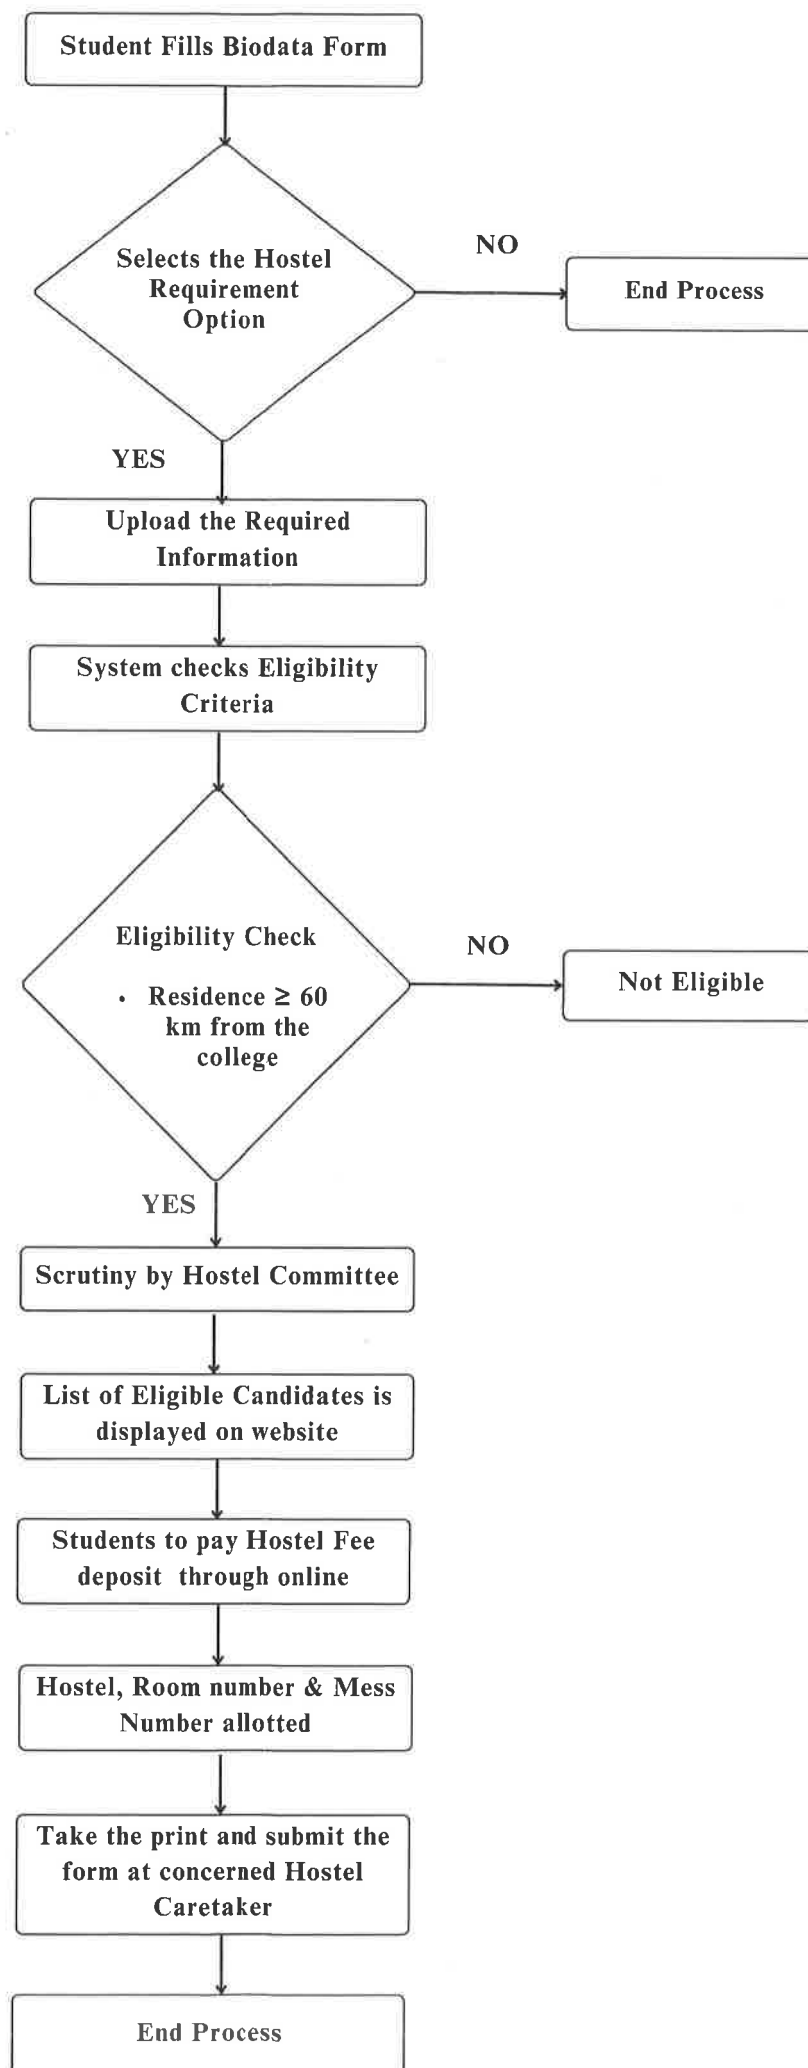 Student Fills Biodata Form
Selects the Hostel
Requirement
Option
NO
End Process
YES
Upload the Required
Information
System checks Eligibility
Criteria
Eligibility Check
• Residence ≥ 60
km from the
college
NO
Not Eligible
YES
Scrutiny by Hostel Committee
List of Eligible Candidates is
displayed on website
Students to pay Hostel Fee
deposit through online
Hostel, Room number & Mess
Number allotted
Take the print and submit the
form at concerned Hostel
Caretaker
End Process